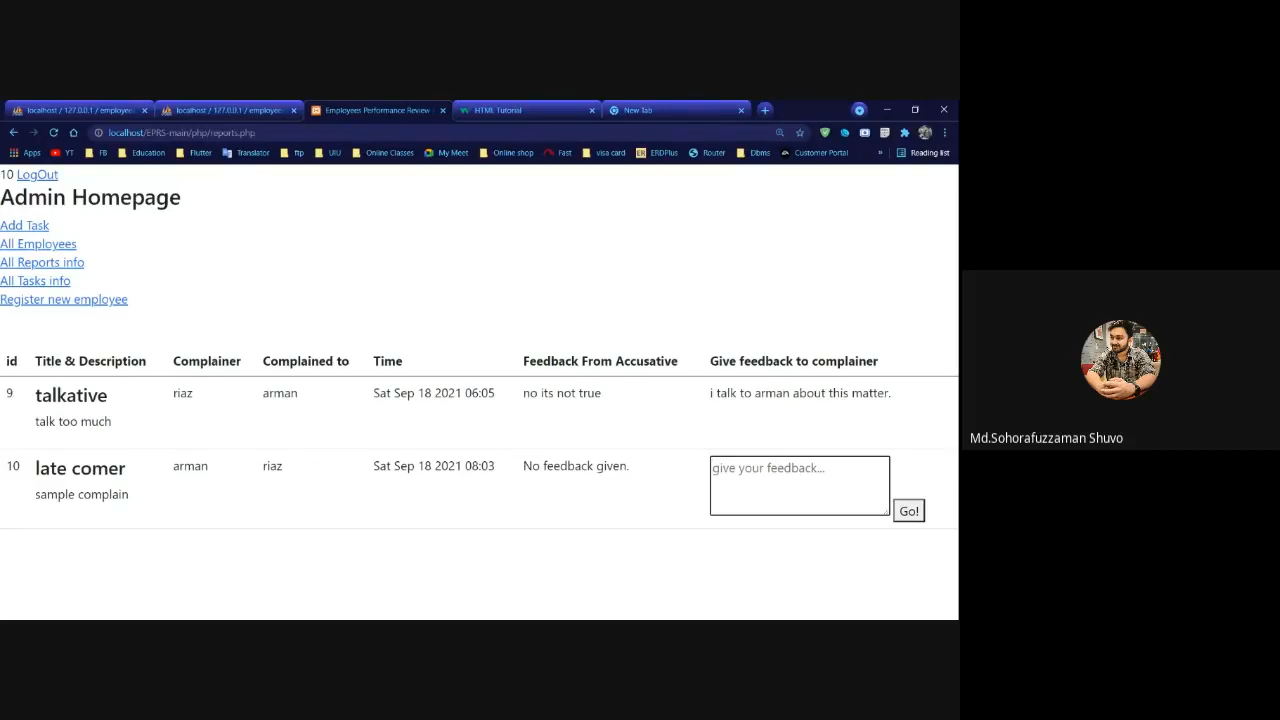 localhost / 127.0.0.1 / employee
localhost / 127.0.0.1 / employee
Employees Performance Review
HTML Tutorial
New Tab
localhost/EPRS-main/php/reports.php
Apps YT FB Education Flutter Translator ftp UIU Online Classes My Meet Online shop Fast visa card ERDPlus Router Dbms Customer Portal » Reading list
10 LogOut
Admin Homepage
Add Task
All Employees
All Reports info
All Tasks info
Register new employee
id Title & Description Complainer Complained to Time Feedback From Accusative Give feedback to complainer
9 talkative riaz arman Sat Sep 18 2021 06:05 no its not true i talk to arman about this matter.
talk too much
10 late comer arman riaz Sat Sep 18 2021 08:03 No feedback given. give your feedback...
sample complain
Go!
Md.Sohorafuzzaman Shuvo